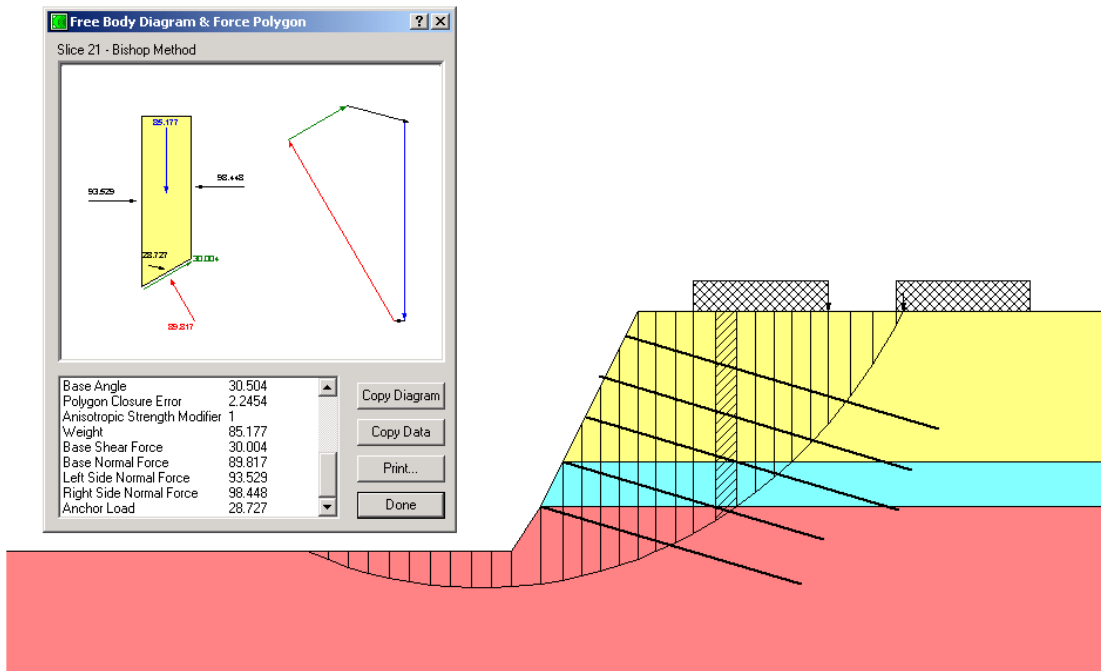 Free Body Diagram & Force Polygon
Slice 21 - Bishop Method
85.177
98.448
93.529
28.727
30.004
89.817
Base Angle 30.504
Polygon Closure Error 2.2454
Anisotropic Strength Modifier 1
Weight 85.177
Base Shear Force 30.004
Base Normal Force 89.817
Left Side Normal Force 93.529
Right Side Normal Force 98.448
Anchor Load 28.727
Copy Diagram
Copy Data
Print...
Done